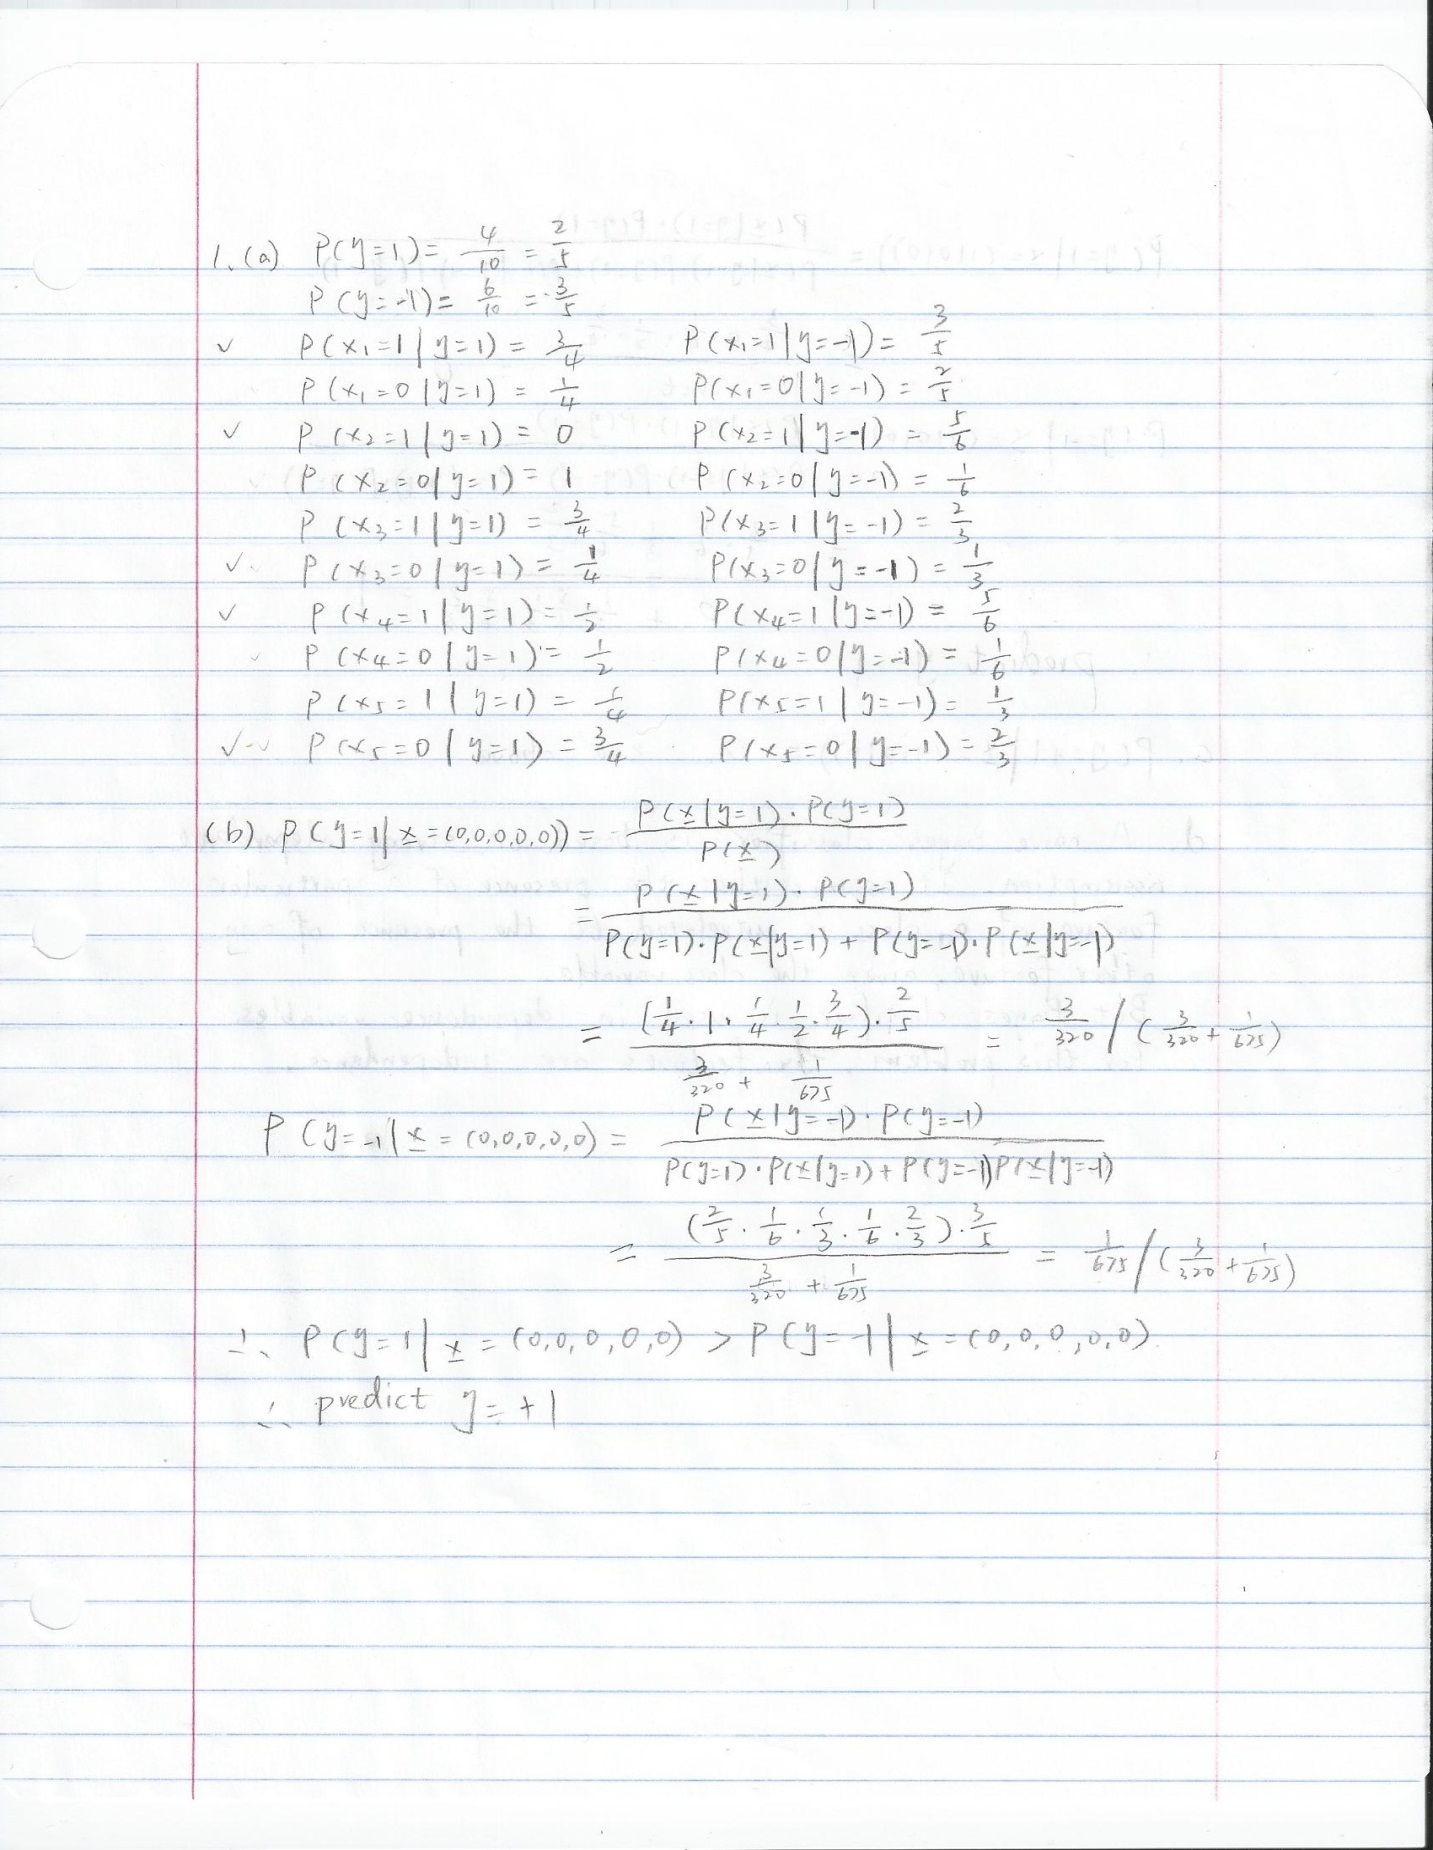 1. (a) P(y=1) = 4/10 = 2/5
P(y=-1) = 6/10 = 3/5
✓ P(x₁=1|y=1) = 3/4 P(x₁=1|y=-1) = 3/5
P(x₁=0|y=1) = 1/4 P(x₁=0|y=-1) = 2/5
✓ P(x₂=1|y=1) = 0 P(x₂=1|y=-1) = 5/6
P(x₂=0|y=1) = 1 P(x₂=0|y=-1) = 1/6
P(x₃=1|y=1) = 3/4 P(x₃=1|y=-1) = 2/3
✓ P(x₃=0|y=1) = 1/4 P(x₃=0|y=-1) = 1/3
✓ P(x₄=1|y=1) = 1/2 P(x₄=1|y=-1) = 5/6
P(x₄=0|y=1) = 1/2 P(x₄=0|y=-1) = 1/6
P(x₅=1|y=1) = 1/4 P(x₅=1|y=-1) = 1/3
✓ P(x₅=0|y=1) = 3/4 P(x₅=0|y=-1) = 2/3
(b) P(y=1|x=(0,0,0,0,0)) = P(x|y=1)·P(y=1) / P(x)
= P(x|y=1)·P(y=1) / P(y=1)·P(x|y=1) + P(y=-1)·P(x|y=-1)
= (1/4·1·1/4·1/2·3/4)·2/5 / 3/320 + 1/675 = 3/320 / (3/320 + 1/675)
P(y=-1|x=(0,0,0,0,0) = P(x|y=-1)·P(y=-1) / P(y=1)·P(x|y=1) + P(y=-1)P(x|y=-1)
= (2/5·1/6·1/3·1/6·2/3)·3/5 / 3/320 + 1/675 = 1/675 / (3/320 + 1/675)
∴ P(y=1|x=(0,0,0,0,0) > P(y=-1|x=(0,0,0,0,0)
∴ predict y=+1